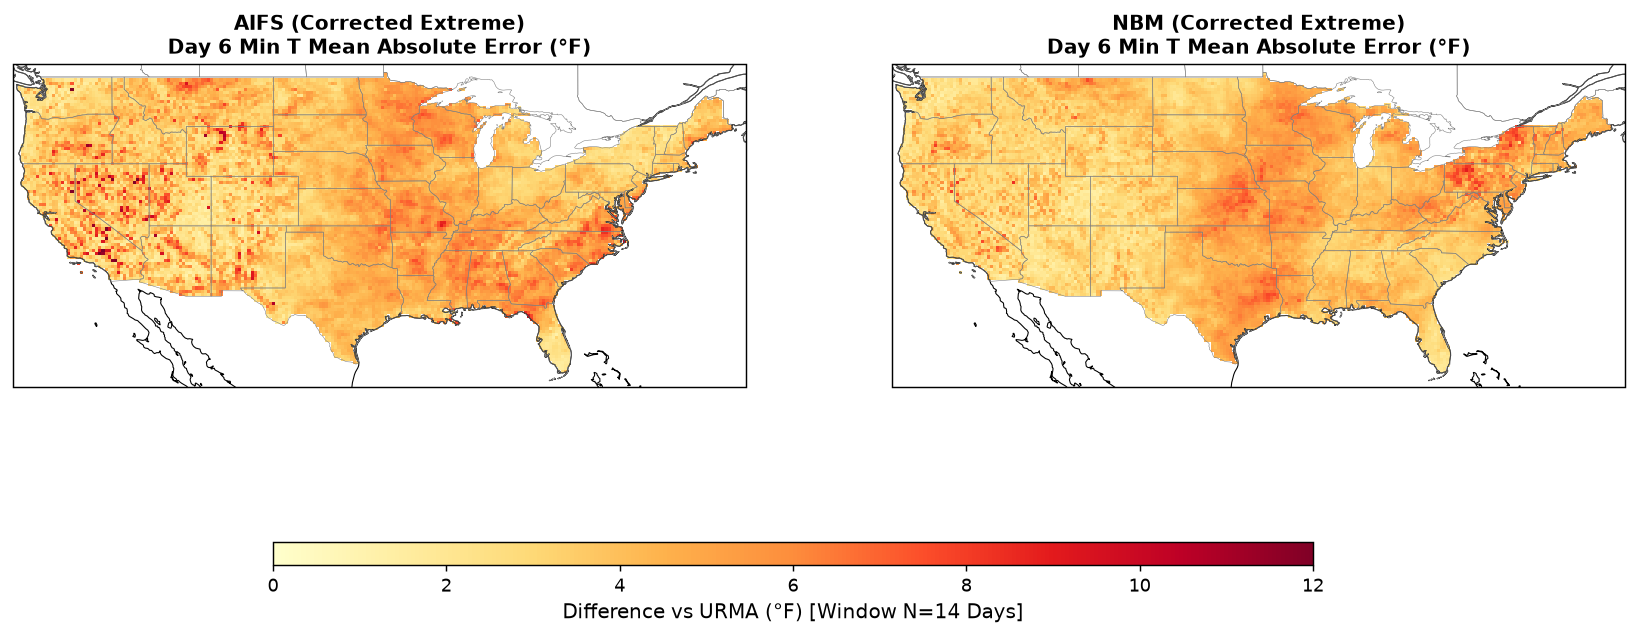 AIFS (Corrected Extreme)
Day 6 Min T Mean Absolute Error (°F)
NBM (Corrected Extreme)
Day 6 Min T Mean Absolute Error (°F)
0 2 4 6 8 10 12
Difference vs URMA (°F) [Window N=14 Days]